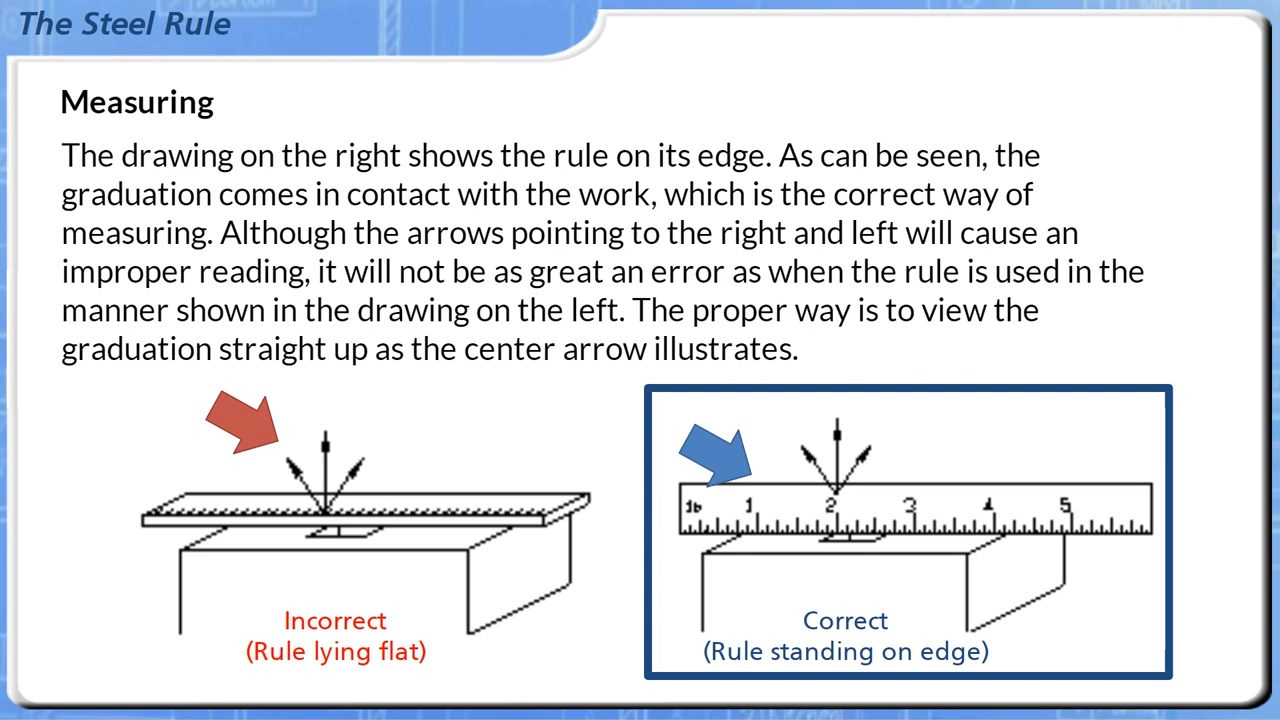 The Steel Rule
Measuring
The drawing on the right shows the rule on its edge. As can be seen, the
graduation comes in contact with the work, which is the correct way of
measuring. Although the arrows pointing to the right and left will cause an
improper reading, it will not be as great an error as when the rule is used in the
manner shown in the drawing on the left. The proper way is to view the
graduation straight up as the center arrow illustrates.
1 2 3 4 5
Incorrect
(Rule lying flat)
Correct
(Rule standing on edge)